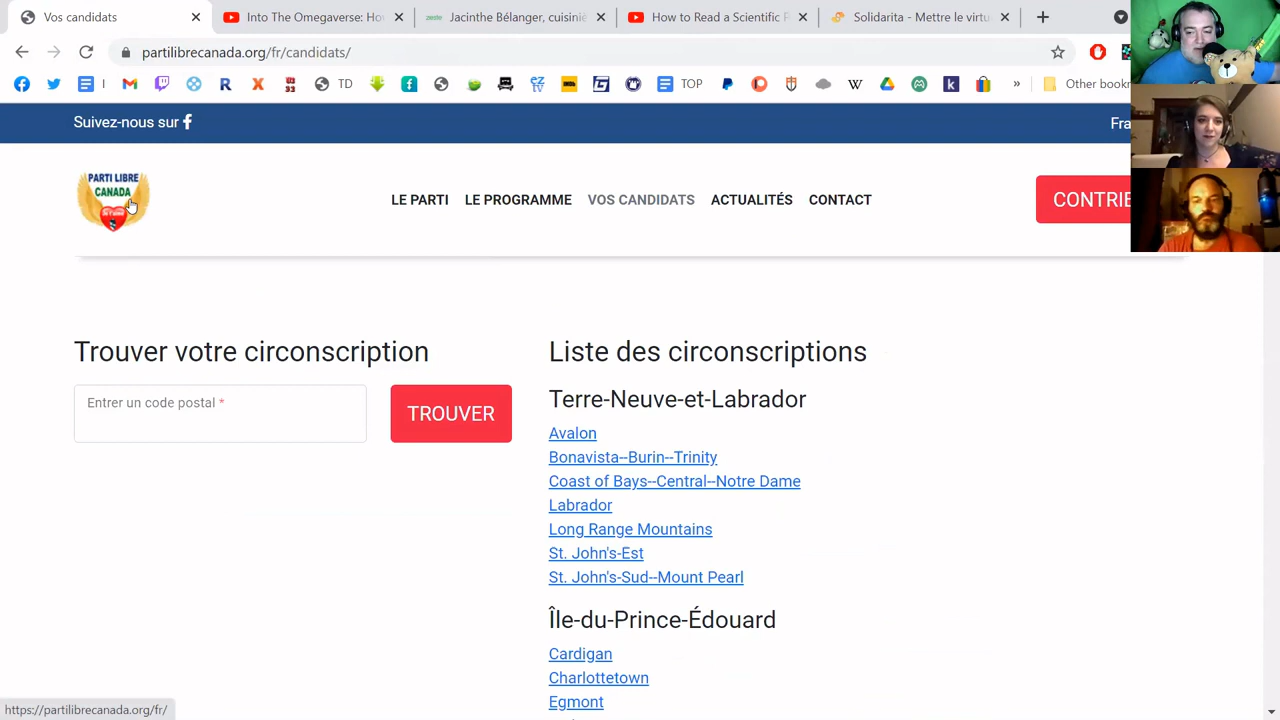 Vos candidats
Into The Omegaverse: Ho
Jacinthe Bélanger, cuisiniè
How to Read a Scientific P
Solidarita - Mettre le virtu
partilibrecanada.org/fr/candidats/
TD
TOP
»
Other bookm
Suivez-nous sur
Fra
PARTI LIBRE
CANADA
LE PARTI
LE PROGRAMME
VOS CANDIDATS
ACTUALITÉS
CONTACT
CONTRIB
Trouver votre circonscription
Entrer un code postal *
TROUVER
Liste des circonscriptions
Terre-Neuve-et-Labrador
Avalon
Bonavista--Burin--Trinity
Coast of Bays--Central--Notre Dame
Labrador
Long Range Mountains
St. John's-Est
St. John's-Sud--Mount Pearl
Île-du-Prince-Édouard
Cardigan
Charlottetown
Egmont
https://partilibrecanada.org/fr/